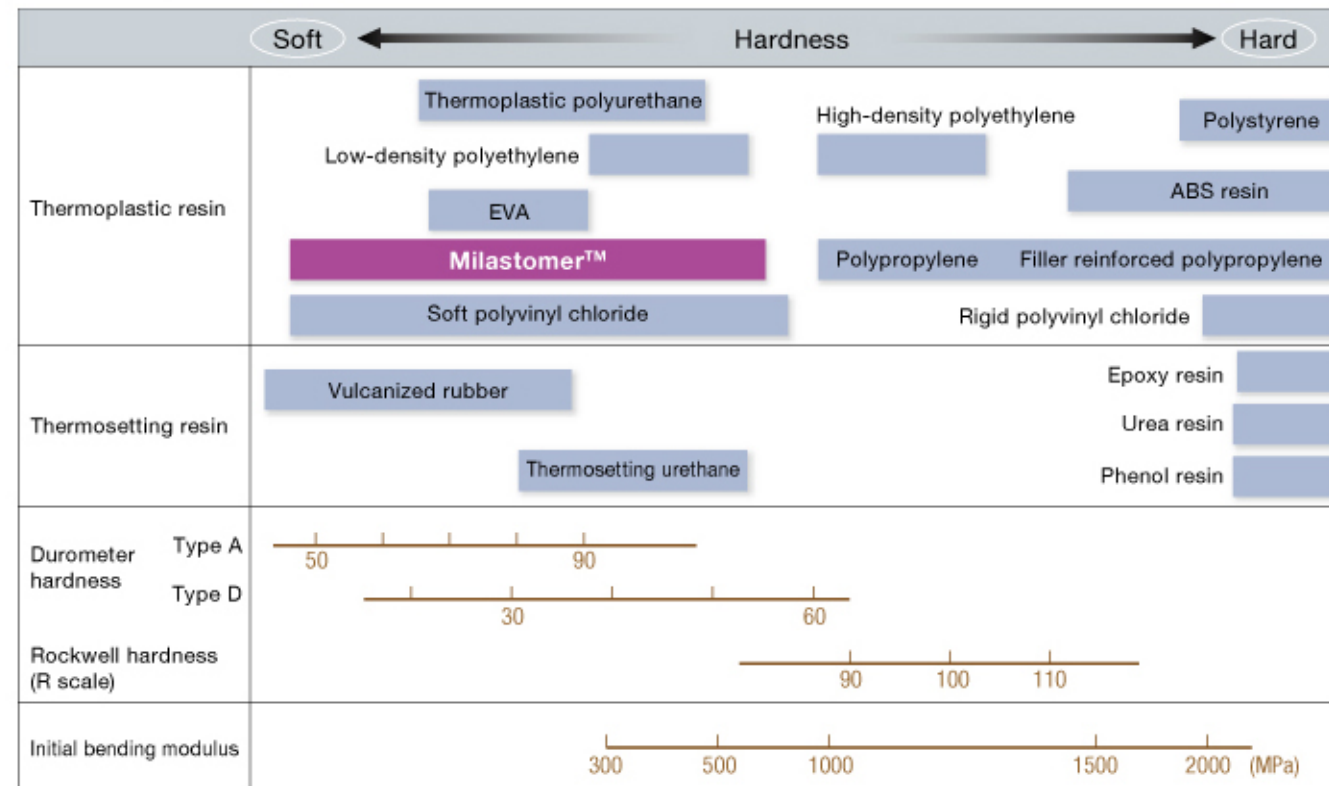 Soft Hardness Hard
Thermoplastic resin
Thermoplastic polyurethane
High-density polyethylene
Polystyrene
Low-density polyethylene
ABS resin
EVA
Milastomer™
Polypropylene Filler reinforced polypropylene
Soft polyvinyl chloride
Rigid polyvinyl chloride
Thermosetting resin
Vulcanized rubber
Epoxy resin
Urea resin
Thermosetting urethane
Phenol resin
Durometer
hardness
Type A
50 90
Type D
30 60
Rockwell hardness
(R scale)
90 100 110
Initial bending modulus
300 500 1000 1500 2000 (MPa)